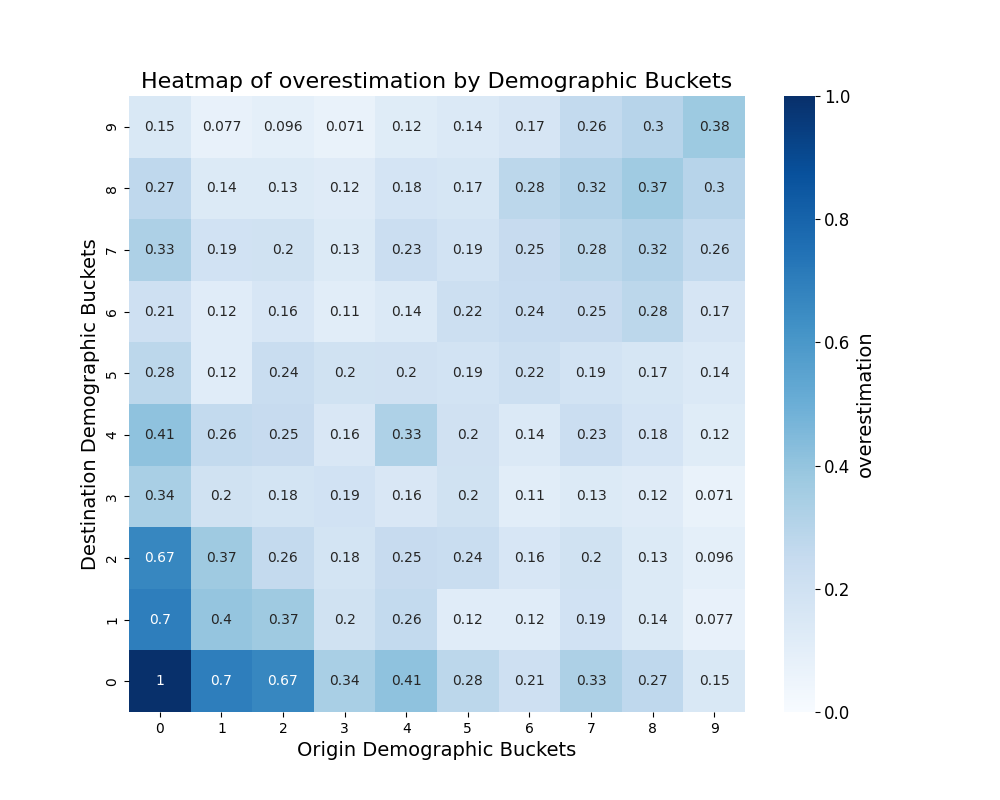 Heatmap of overestimation by Demographic Buckets
9 0.15 0.077 0.096 0.071 0.12 0.14 0.17 0.26 0.3 0.38
8 0.27 0.14 0.13 0.12 0.18 0.17 0.28 0.32 0.37 0.3
7 0.33 0.19 0.2 0.13 0.23 0.19 0.25 0.28 0.32 0.26
6 0.21 0.12 0.16 0.11 0.14 0.22 0.24 0.25 0.28 0.17
5 0.28 0.12 0.24 0.2 0.2 0.19 0.22 0.19 0.17 0.14
4 0.41 0.26 0.25 0.16 0.33 0.2 0.14 0.23 0.18 0.12
3 0.34 0.2 0.18 0.19 0.16 0.2 0.11 0.13 0.12 0.071
2 0.67 0.37 0.26 0.18 0.25 0.24 0.16 0.2 0.13 0.096
1 0.7 0.4 0.37 0.2 0.26 0.12 0.12 0.19 0.14 0.077
0 1 0.7 0.67 0.34 0.41 0.28 0.21 0.33 0.27 0.15
0 1 2 3 4 5 6 7 8 9
Origin Demographic Buckets
Destination Demographic Buckets
1.0
0.8
0.6
0.4
0.2
0.0
overestimation